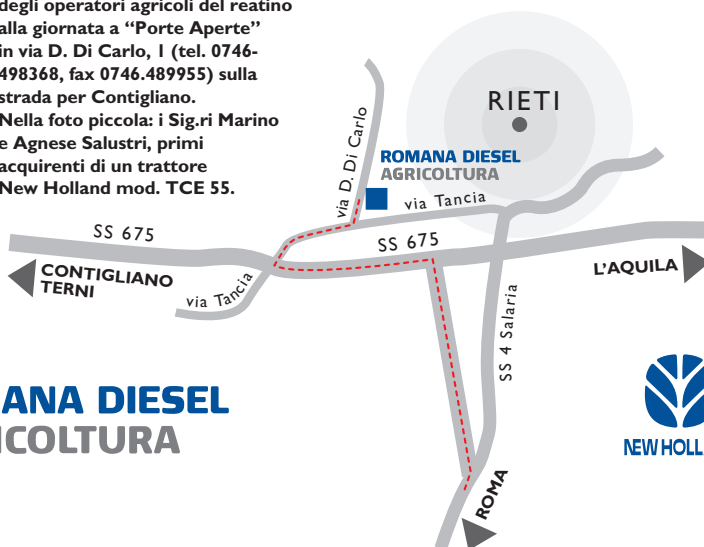 degli operatori agricoli del reatino
alla giornata a “Porte Aperte”
in via D. Di Carlo, 1 (tel. 0746-
498368, fax 0746.489955) sulla
strada per Contigliano.
Nella foto piccola: i Sig.ri Marino
e Agnese Salustri, primi
acquirenti di un trattore
New Holland mod. TCE 55.
RIETI
via D. Di Carlo
ROMANA DIESEL
AGRICOLTURA
via Tancia
SS 675
SS 675
CONTIGLIANO
TERNI
via Tancia
L'AQUILA
SS 4 Salaria
ROMA
ANA DIESEL
ICOLTURA
NEW HOLL